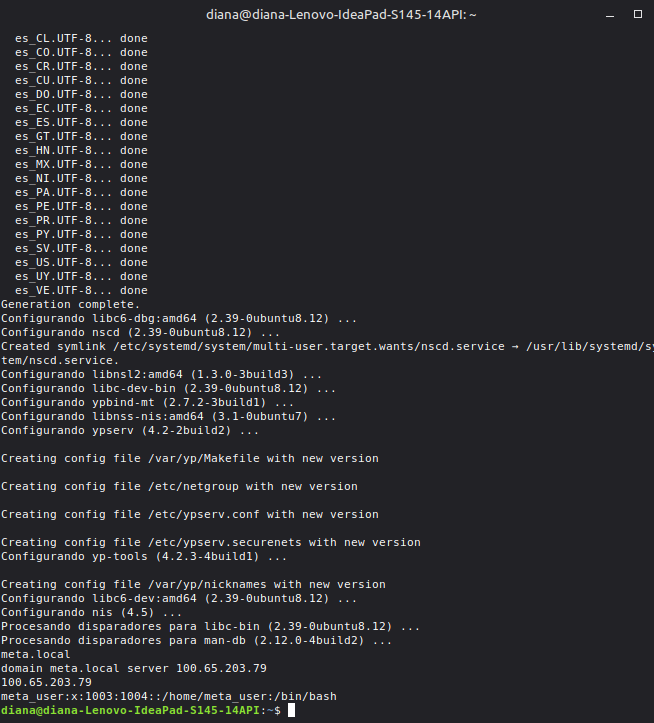 diana@diana-Lenovo-IdeaPad-S145-14API: ~
es_CL.UTF-8... done
es_CO.UTF-8... done
es_CR.UTF-8... done
es_CU.UTF-8... done
es_DO.UTF-8... done
es_EC.UTF-8... done
es_ES.UTF-8... done
es_GT.UTF-8... done
es_HN.UTF-8... done
es_MX.UTF-8... done
es_NI.UTF-8... done
es_PA.UTF-8... done
es_PE.UTF-8... done
es_PR.UTF-8... done
es_PY.UTF-8... done
es_SV.UTF-8... done
es_US.UTF-8... done
es_UY.UTF-8... done
es_VE.UTF-8... done
Generation complete.
Configurando libc6-dbg:amd64 (2.39-0ubuntu8.12) ...
Configurando nscd (2.39-0ubuntu8.12) ...
Created symlink /etc/systemd/system/multi-user.target.wants/nscd.service → /usr/lib/systemd/sy
tem/nscd.service.
Configurando libnsl2:amd64 (1.3.0-3build3) ...
Configurando libc-dev-bin (2.39-0ubuntu8.12) ...
Configurando ypbind-mt (2.7.2-3build1) ...
Configurando libnss-nis:amd64 (3.1-0ubuntu7) ...
Configurando ypserv (4.2-2build2) ...
Creating config file /var/yp/Makefile with new version
Creating config file /etc/netgroup with new version
Creating config file /etc/ypserv.conf with new version
Creating config file /etc/ypserv.securenets with new version
Configurando yp-tools (4.2.3-4build1) ...
Creating config file /var/yp/nicknames with new version
Configurando libc6-dev:amd64 (2.39-0ubuntu8.12) ...
Configurando nis (4.5) ...
Procesando disparadores para libc-bin (2.39-0ubuntu8.12) ...
Procesando disparadores para man-db (2.12.0-4build2) ...
meta.local
domain meta.local server 100.65.203.79
100.65.203.79
meta_user:x:1003:1004::/home/meta_user:/bin/bash
diana@diana-Lenovo-IdeaPad-S145-14API:~$